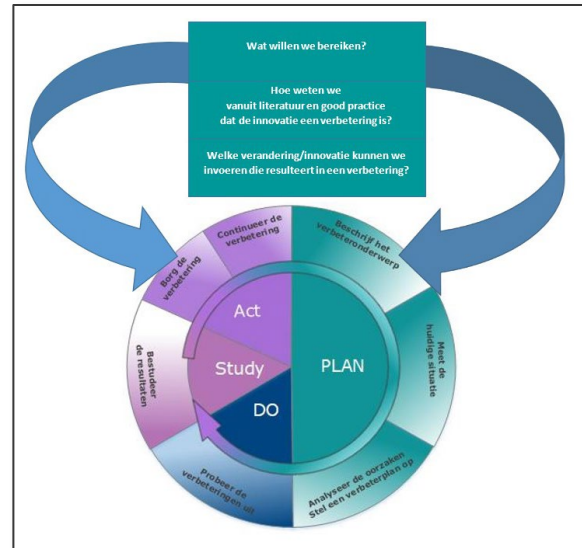 Wat willen we bereiken?
Hoe weten we
vanuit literatuur en good practice
dat de innovatie een verbetering is?
Welke verandering/innovatie kunnen we
invoeren die resulteert in een verbetering?
Beschrijf het
verbeteronderwerp
Meet de
huidige situatie
Analyseer de oorzaken
Stel een verbeterplan op
Probeer de
verbeteringen uit
Bestudeer
de resultaten
Borg de
verbetering
Continueer de
verbetering
PLAN
DO
Study
Act